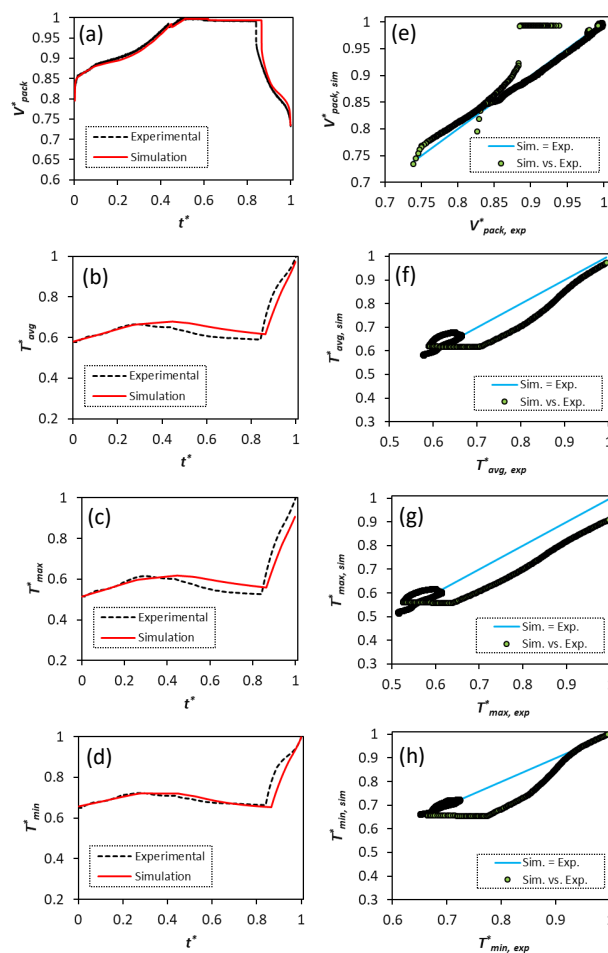 (a)
V*pack
1
0.95
0.9
0.85
0.8
0.75
0.7
0.65
0.6
Experimental
Simulation
0 0.2 0.4 0.6 0.8 1
t*
(e)
V*pack, sim
1
0.95
0.9
0.85
0.8
0.75
0.7
Sim. = Exp.
Sim. vs. Exp.
0.7 0.75 0.8 0.85 0.9 0.95 1
V*pack, exp
(b)
T*avg
1
0.8
0.6
0.4
0.2
Experimental
Simulation
0 0.2 0.4 0.6 0.8 1
t*
(f)
T*avg, sim
1
0.9
0.8
0.7
0.6
0.5
0.4
0.3
Sim. = Exp.
Sim. vs. Exp.
0.5 0.6 0.7 0.8 0.9 1
T*avg, exp
(c)
T*max
1
0.8
0.6
0.4
0.2
Experimental
Simulation
0 0.2 0.4 0.6 0.8 1
t*
(g)
T*max, sim
1
0.9
0.8
0.7
0.6
0.5
0.4
0.3
Sim. = Exp.
Sim. vs. Exp.
0.5 0.6 0.7 0.8 0.9 1
T*max, exp
(d)
T*min
1
0.8
0.6
0.4
0.2
Experimental
Simulation
0 0.2 0.4 0.6 0.8 1
t*
(h)
T*min, sim
1
0.9
0.8
0.7
0.6
0.5
0.4
0.3
Sim. = Exp.
Sim. vs. Exp.
0.6 0.7 0.8 0.9 1
T*min, exp